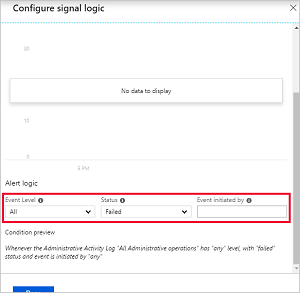 Configure signal logic
30
No data to display
10
0
5 PM
Alert logic
Event Level Status Event initiated by
All Failed
Condition preview
Whenever the Administrative Activity Log "All Administrative operations" has "any" level, with "failed"
status and event is initiated by "any"